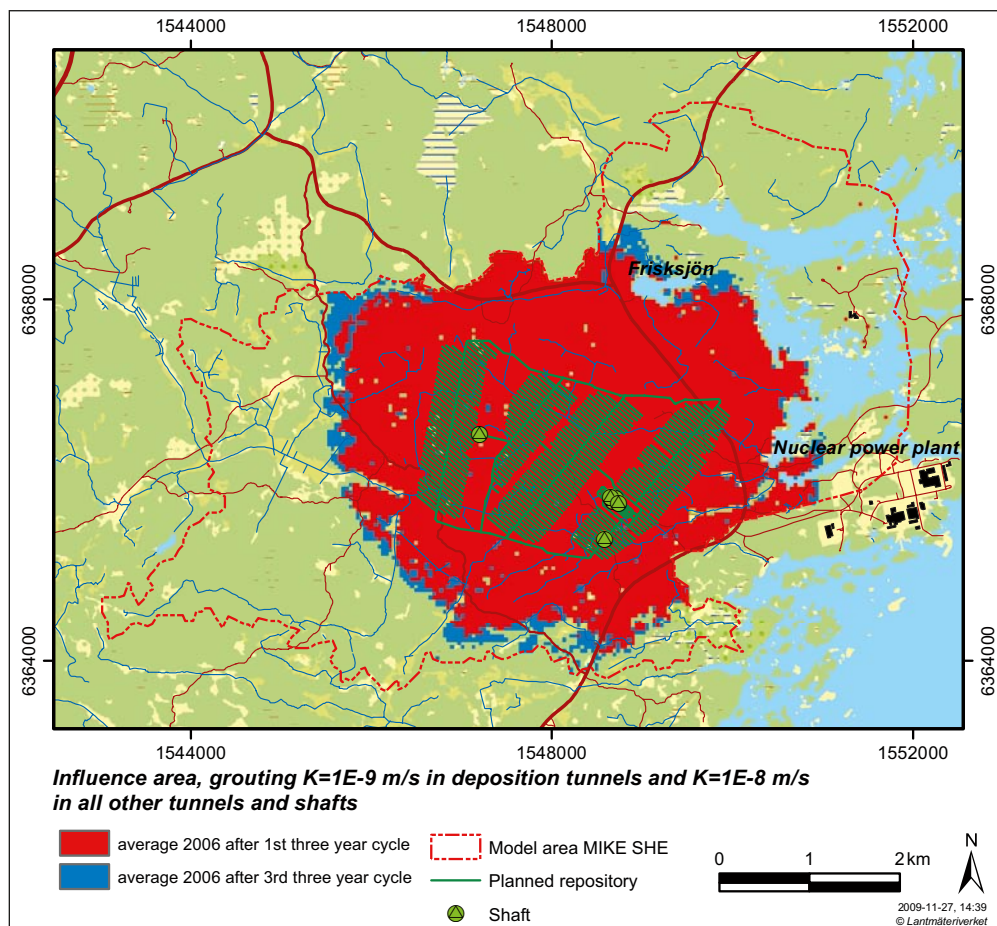 1544000 1548000 1552000
6368000 6368000
Frisksjön
Nuclear power plant
6364000 6364000
1544000 1548000 1552000
Influence area, grouting K=1E-9 m/s in deposition tunnels and K=1E-8 m/s
in all other tunnels and shafts
average 2006 after 1st three year cycle
average 2006 after 3rd three year cycle
Model area MIKE SHE
Planned repository
Shaft
0 1 2 km
N
2009-11-27, 14:39
© Lantmäteriverket